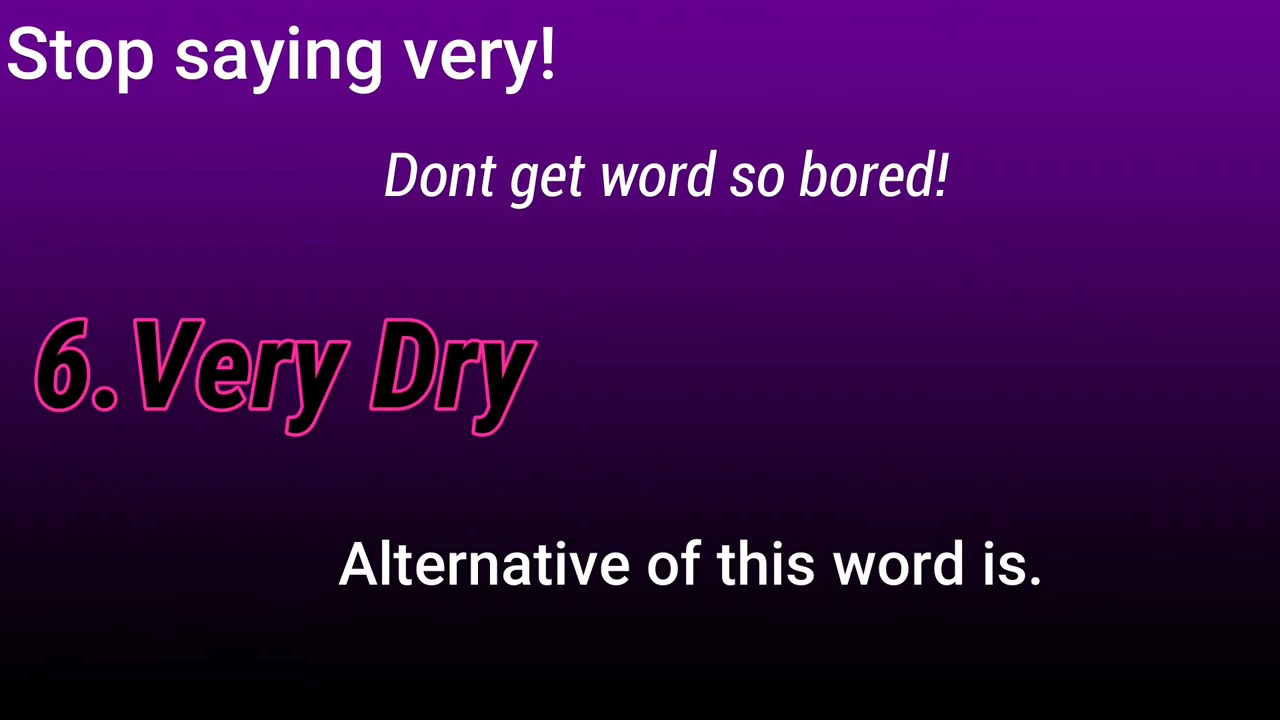 Stop saying very!
Dont get word so bored!
6.Very Dry
Alternative of this word is.